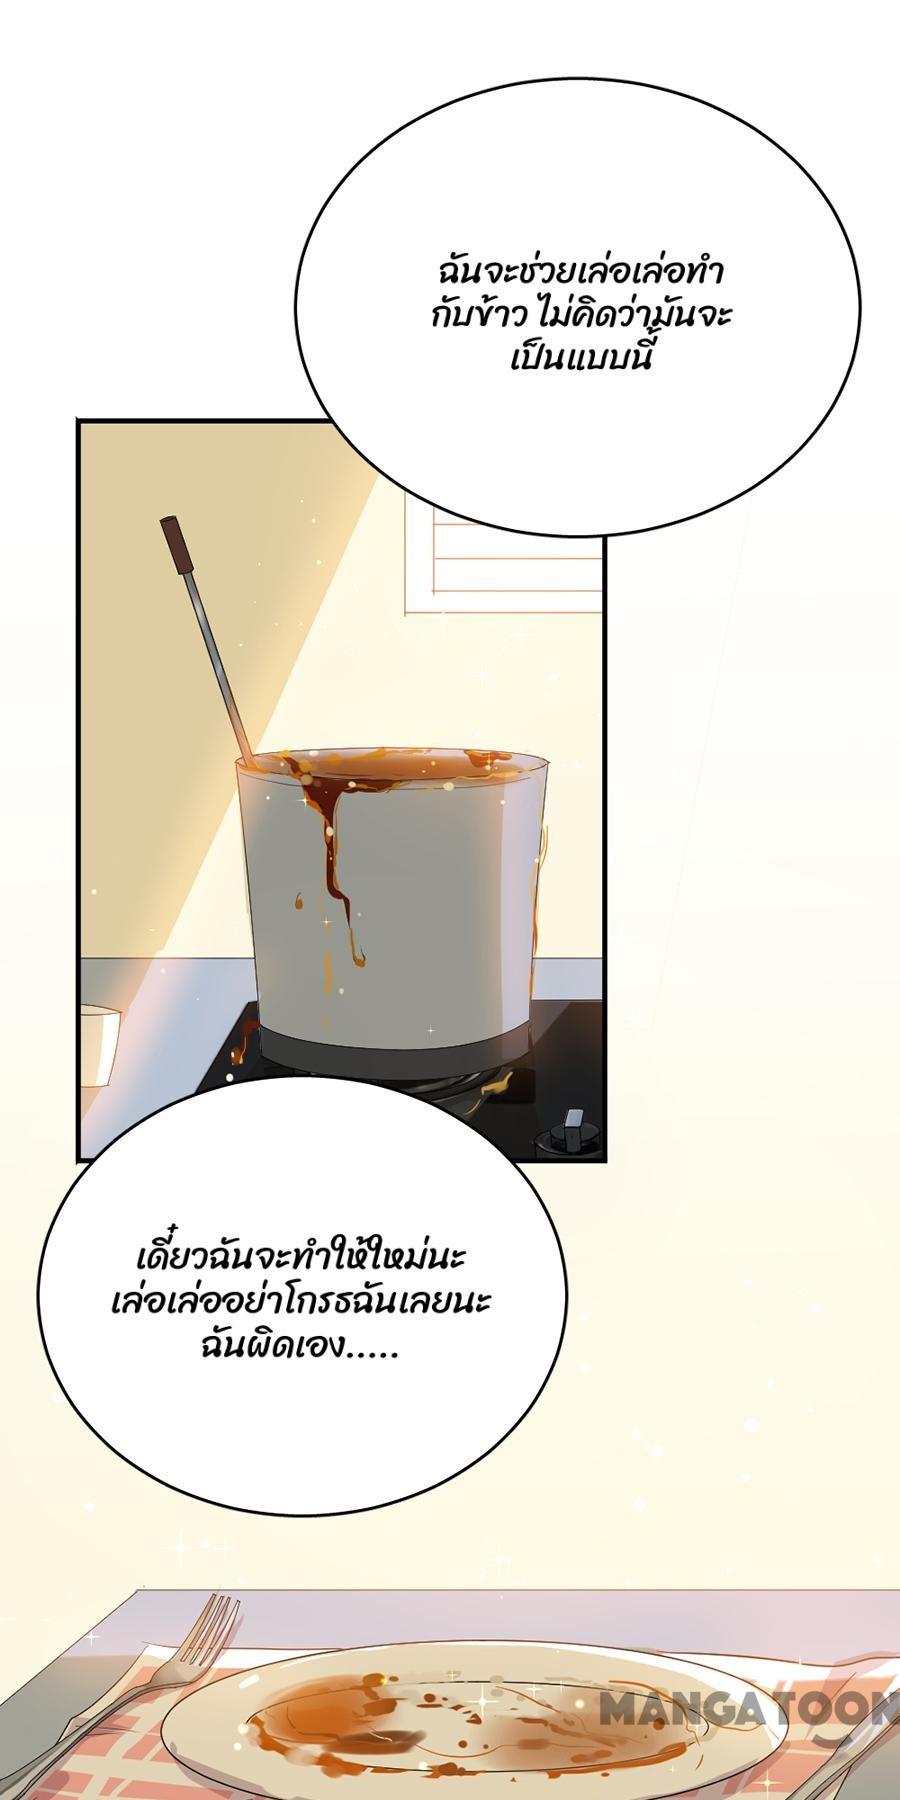 ฉันจะช่วยเล่อเล่อทำ
กับข้าว ไม่คิดว่ามันจะ
เป็นแบบนี้
เดี๋ยวฉันจะทำให้ใหม่นะ
เล่อเล่ออย่าโกรธฉันเลยนะ
ฉันผิดเอง.....
MANGATOON